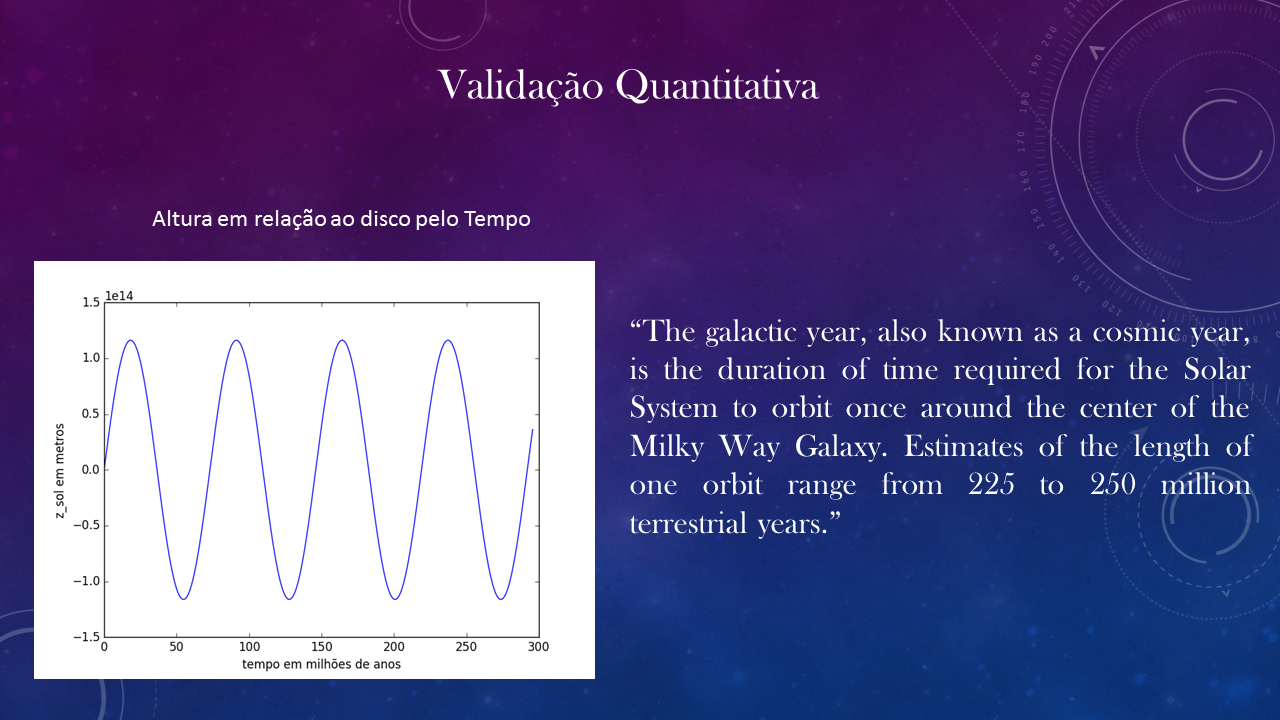 Validação Quantitativa
Altura em relação ao disco pelo Tempo
1e14
1.5
1.0
0.5
0.0
−0.5
−1.0
−1.5
z_sol em metros
0 50 100 150 200 250 300
tempo em milhões de anos
“The galactic year, also known as a cosmic year,
is the duration of time required for the Solar
System to orbit once around the center of the
Milky Way Galaxy. Estimates of the length of
one orbit range from 225 to 250 million
terrestrial years.”
210
200
190
180
170
160
150
140
130
120